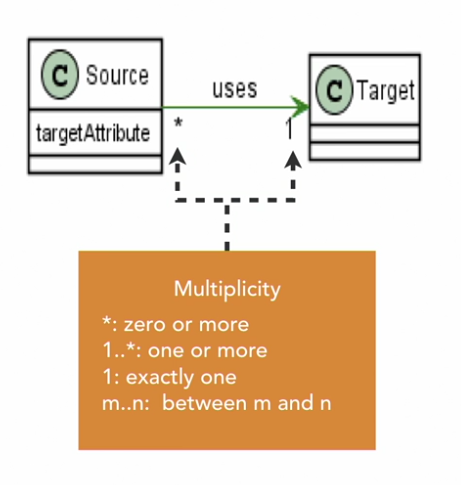 C Source
uses
C Target
targetAttribute
*
1
Multiplicity
*: zero or more
1..*: one or more
1: exactly one
m..n: between m and n